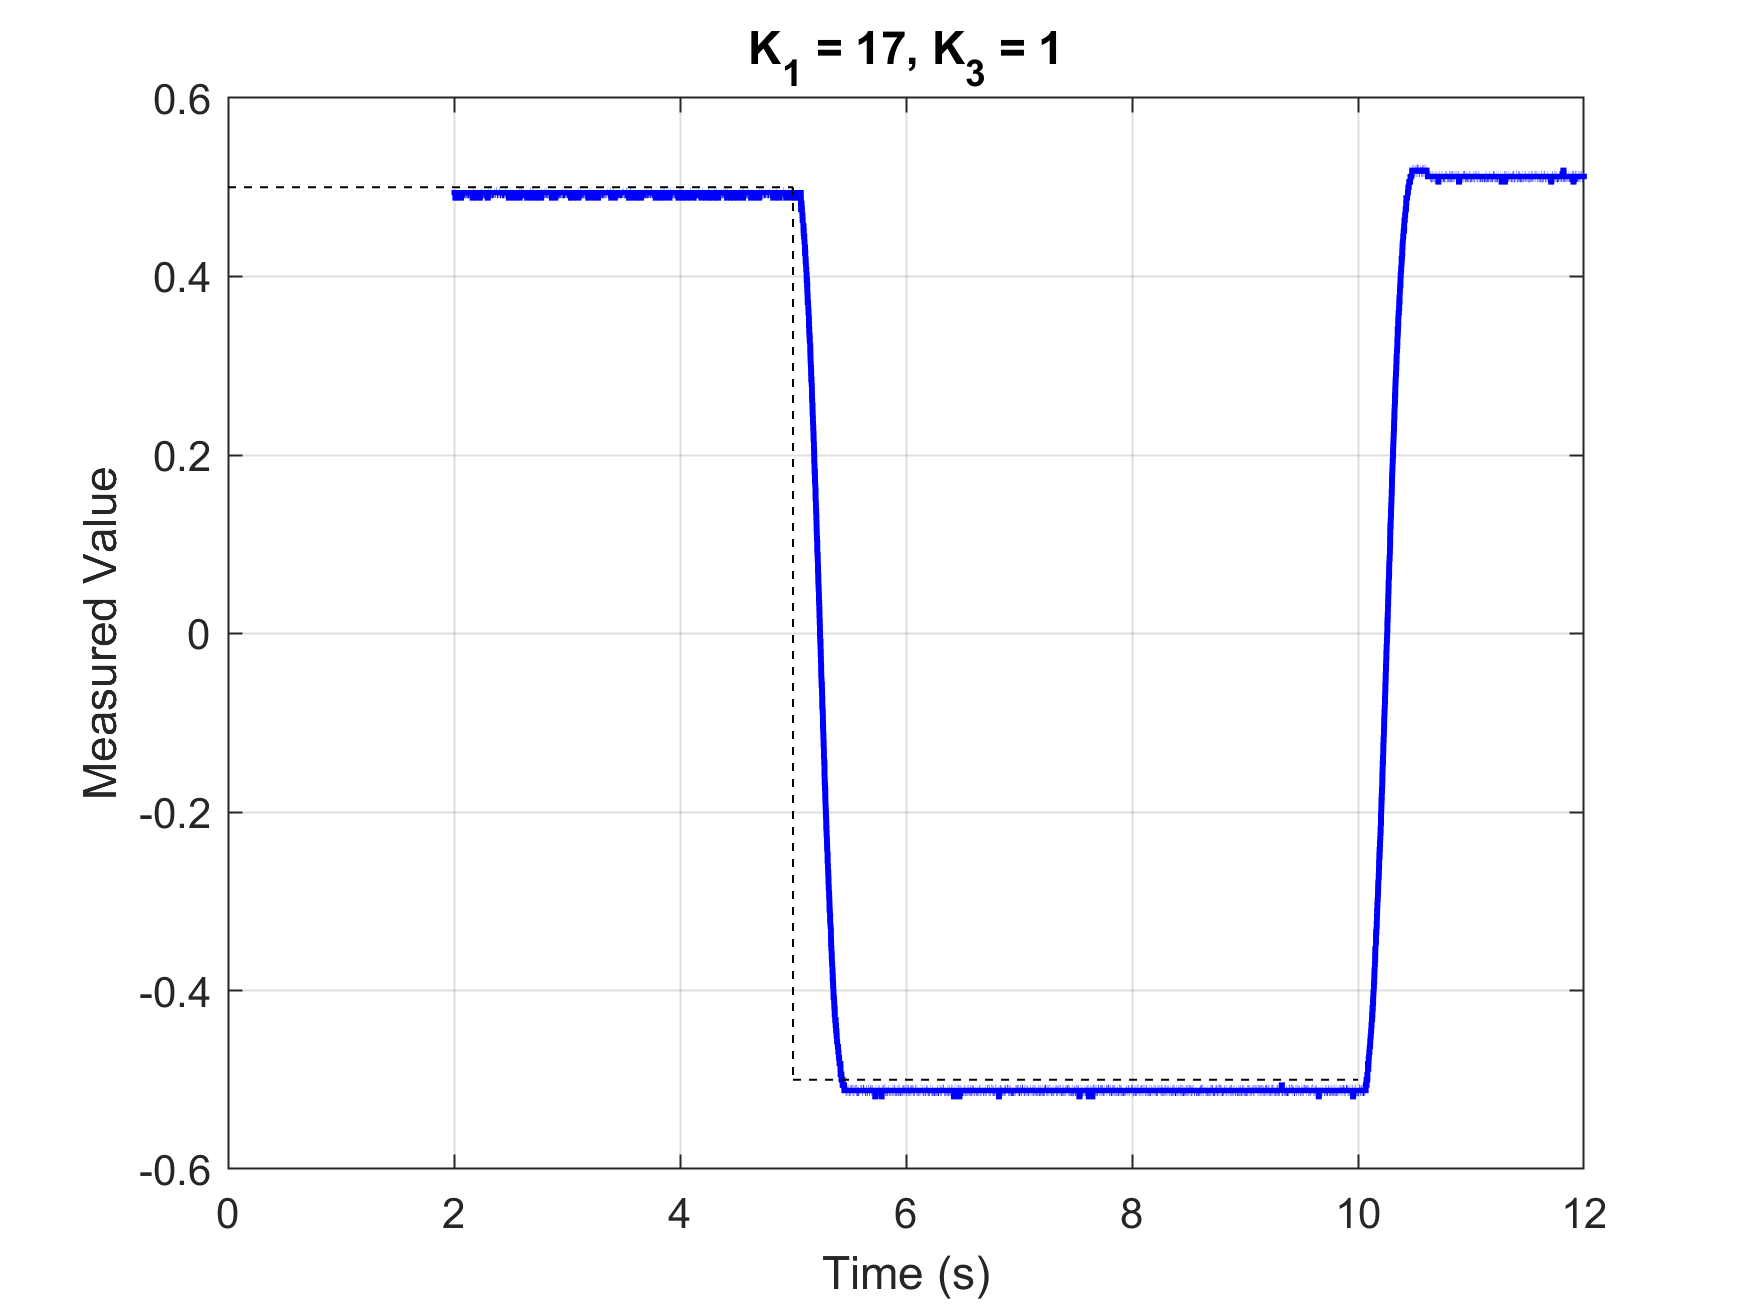 K₁ = 17, K₃ = 1
0.6
0.4
0.2
0
-0.2
-0.4
-0.6
Measured Value
0 2 4 6 8 10 12
Time (s)